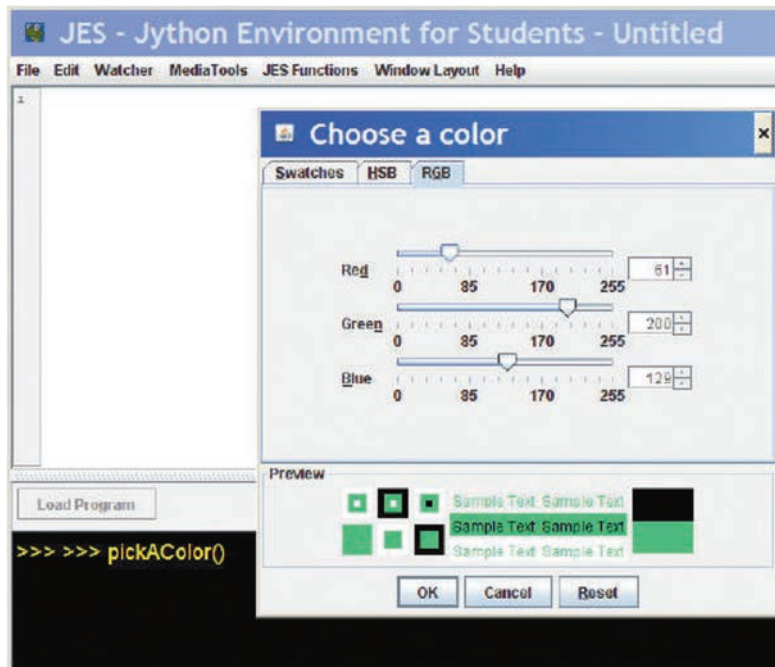 JES - Jython Environment for Students - Untitled
File Edit Watcher MediaTools JES Functions Window Layout Help
1
Choose a color
×
Swatches HSB RGB
Red 61
0 85 170 255
Green 200
0 85 170 255
Blue 129
0 85 170 255
Preview
Sample Text Sample Text
Sample Text Sample Text
Sample Text Sample Text
Load Program
>>> >>> pickAColor()
OK Cancel Reset